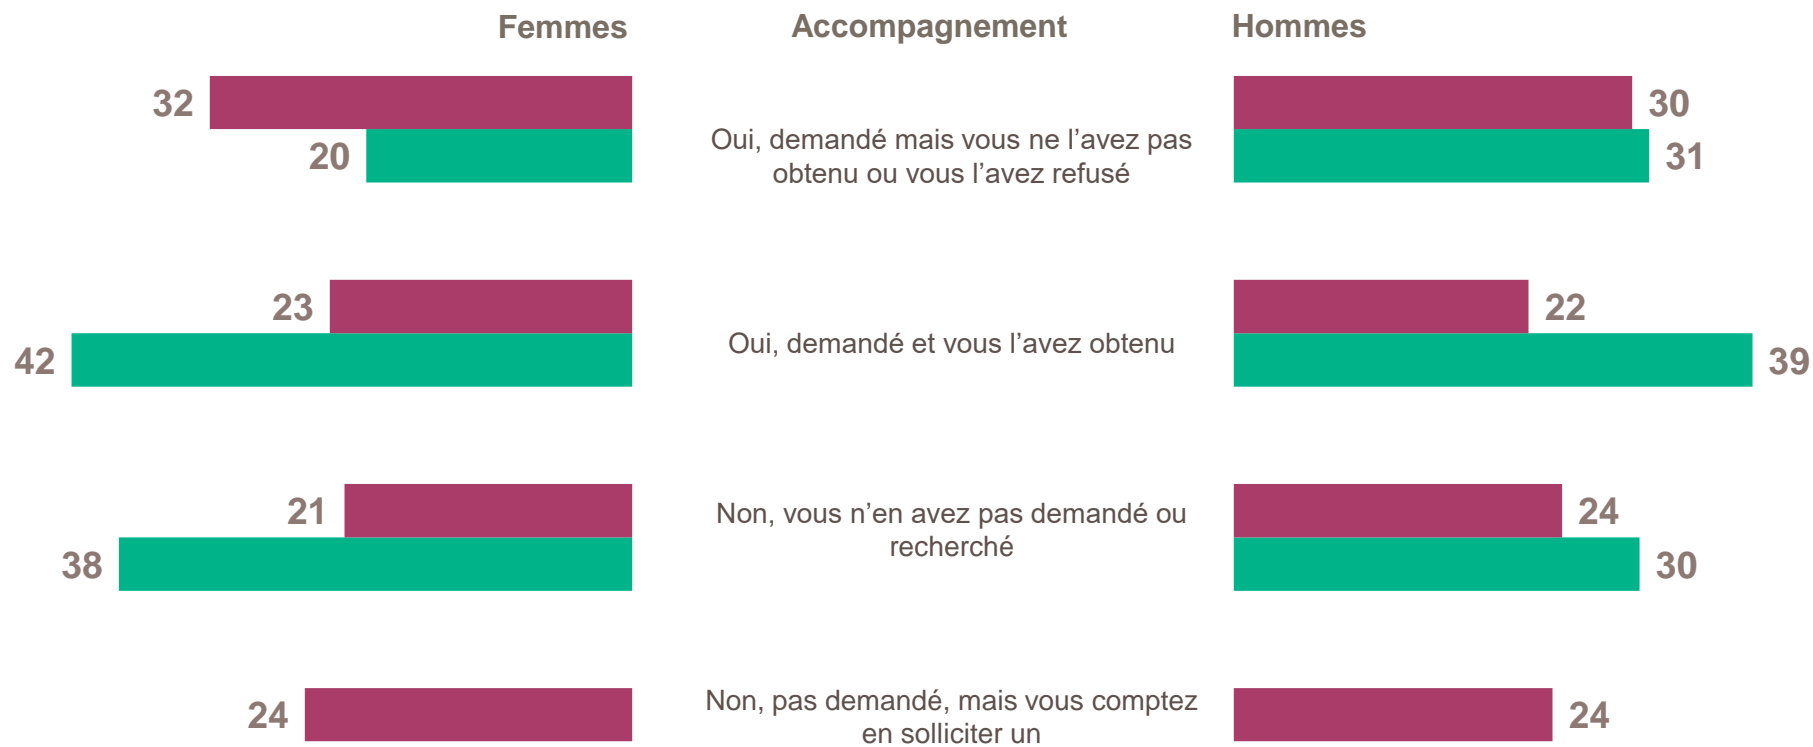 Femmes
Accompagnement
Hommes
32
20
Oui, demandé mais vous ne l’avez pas
obtenu ou vous l’avez refusé
30
31
23
42
Oui, demandé et vous l’avez obtenu
22
39
21
38
Non, vous n’en avez pas demandé ou
recherché
24
30
24
Non, pas demandé, mais vous comptez
en solliciter un
24